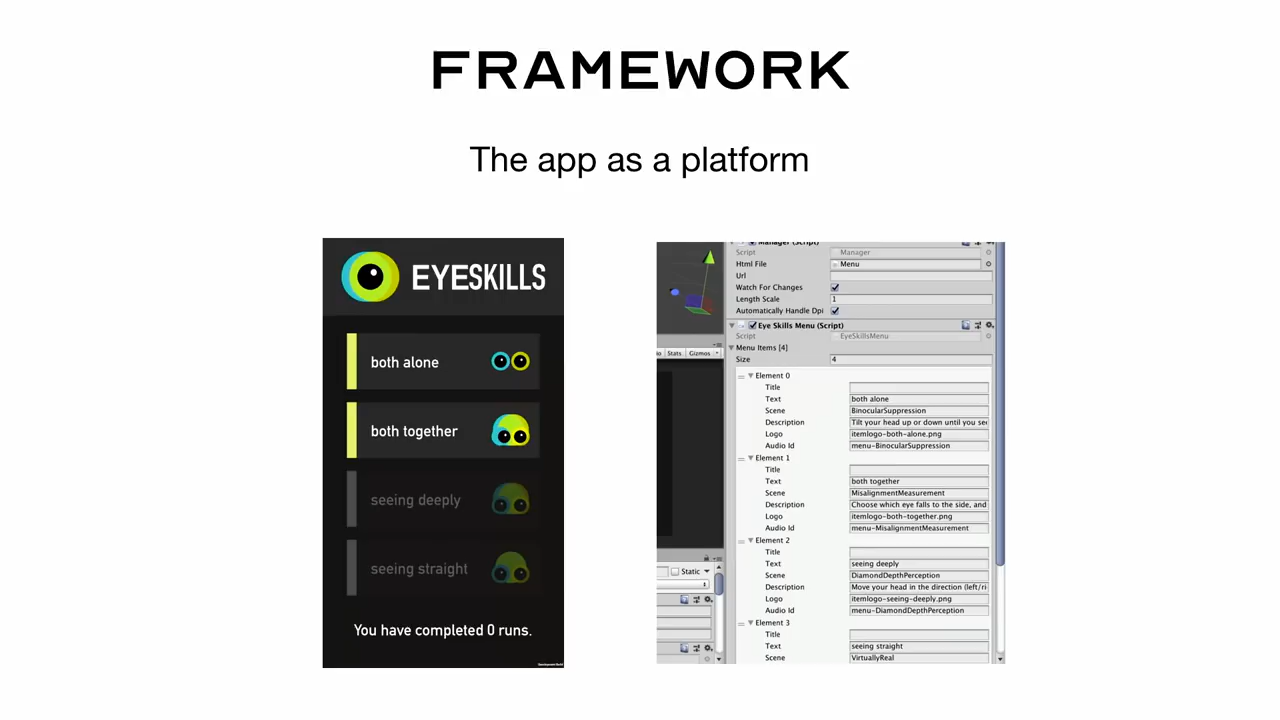 FRAMEWORK
The app as a platform
EYESKILLS
both alone
both together
seeing deeply
seeing straight
You have completed 0 runs.
Development Build
Manager (Script)
Script Manager
Html File Menu
Url
Watch For Changes
Length Scale 1
Automatically Handle Dpi
Eye Skills Menu (Script)
Script EyeSkillsMenu
Menu Items [4]
Stats Gizmos
Size 4
Element 0
Title
Text both alone
Scene BinocularSuppression
Description Tilt your head up or down until you see
Logo itemlogo-both-alone.png
Audio Id menu-BinocularSuppression
Element 1
Title
Text both together
Scene MisalignmentMeasurement
Description Choose which eye falls to the side, and
Logo itemlogo-both-together.png
Audio Id menu-MisalignmentMeasurement
Element 2
Title
Text seeing deeply
Static
Scene DiamondDepthPerception
Description Move your head in the direction (left/ri
Logo itemlogo-seeing-deeply.png
Audio Id menu-DiamondDepthPerception
Element 3
Title
Text seeing straight
Scene VirtuallyReal